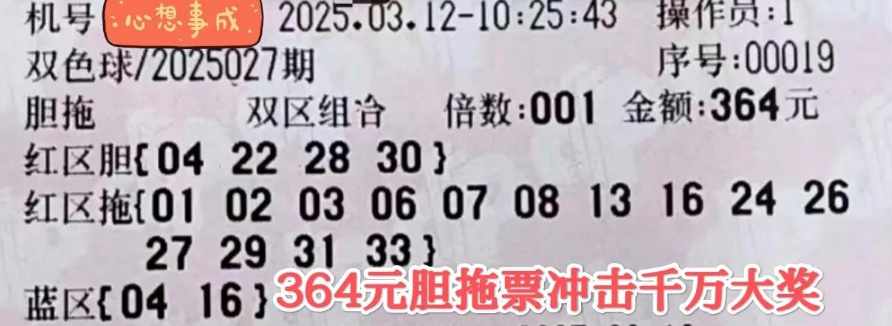 机号 心想事成 2025.03.12-10:25:43 操作员:1
双色球/2025027期 序号:00019
胆拖 双区组合 倍数:001 金额:364元
红区胆{04 22 28 30}
红区拖{01 02 03 06 07 08 13 16 24 26
27 29 31 33}
蓝区{04 16}
364元胆拖票冲击千万大奖